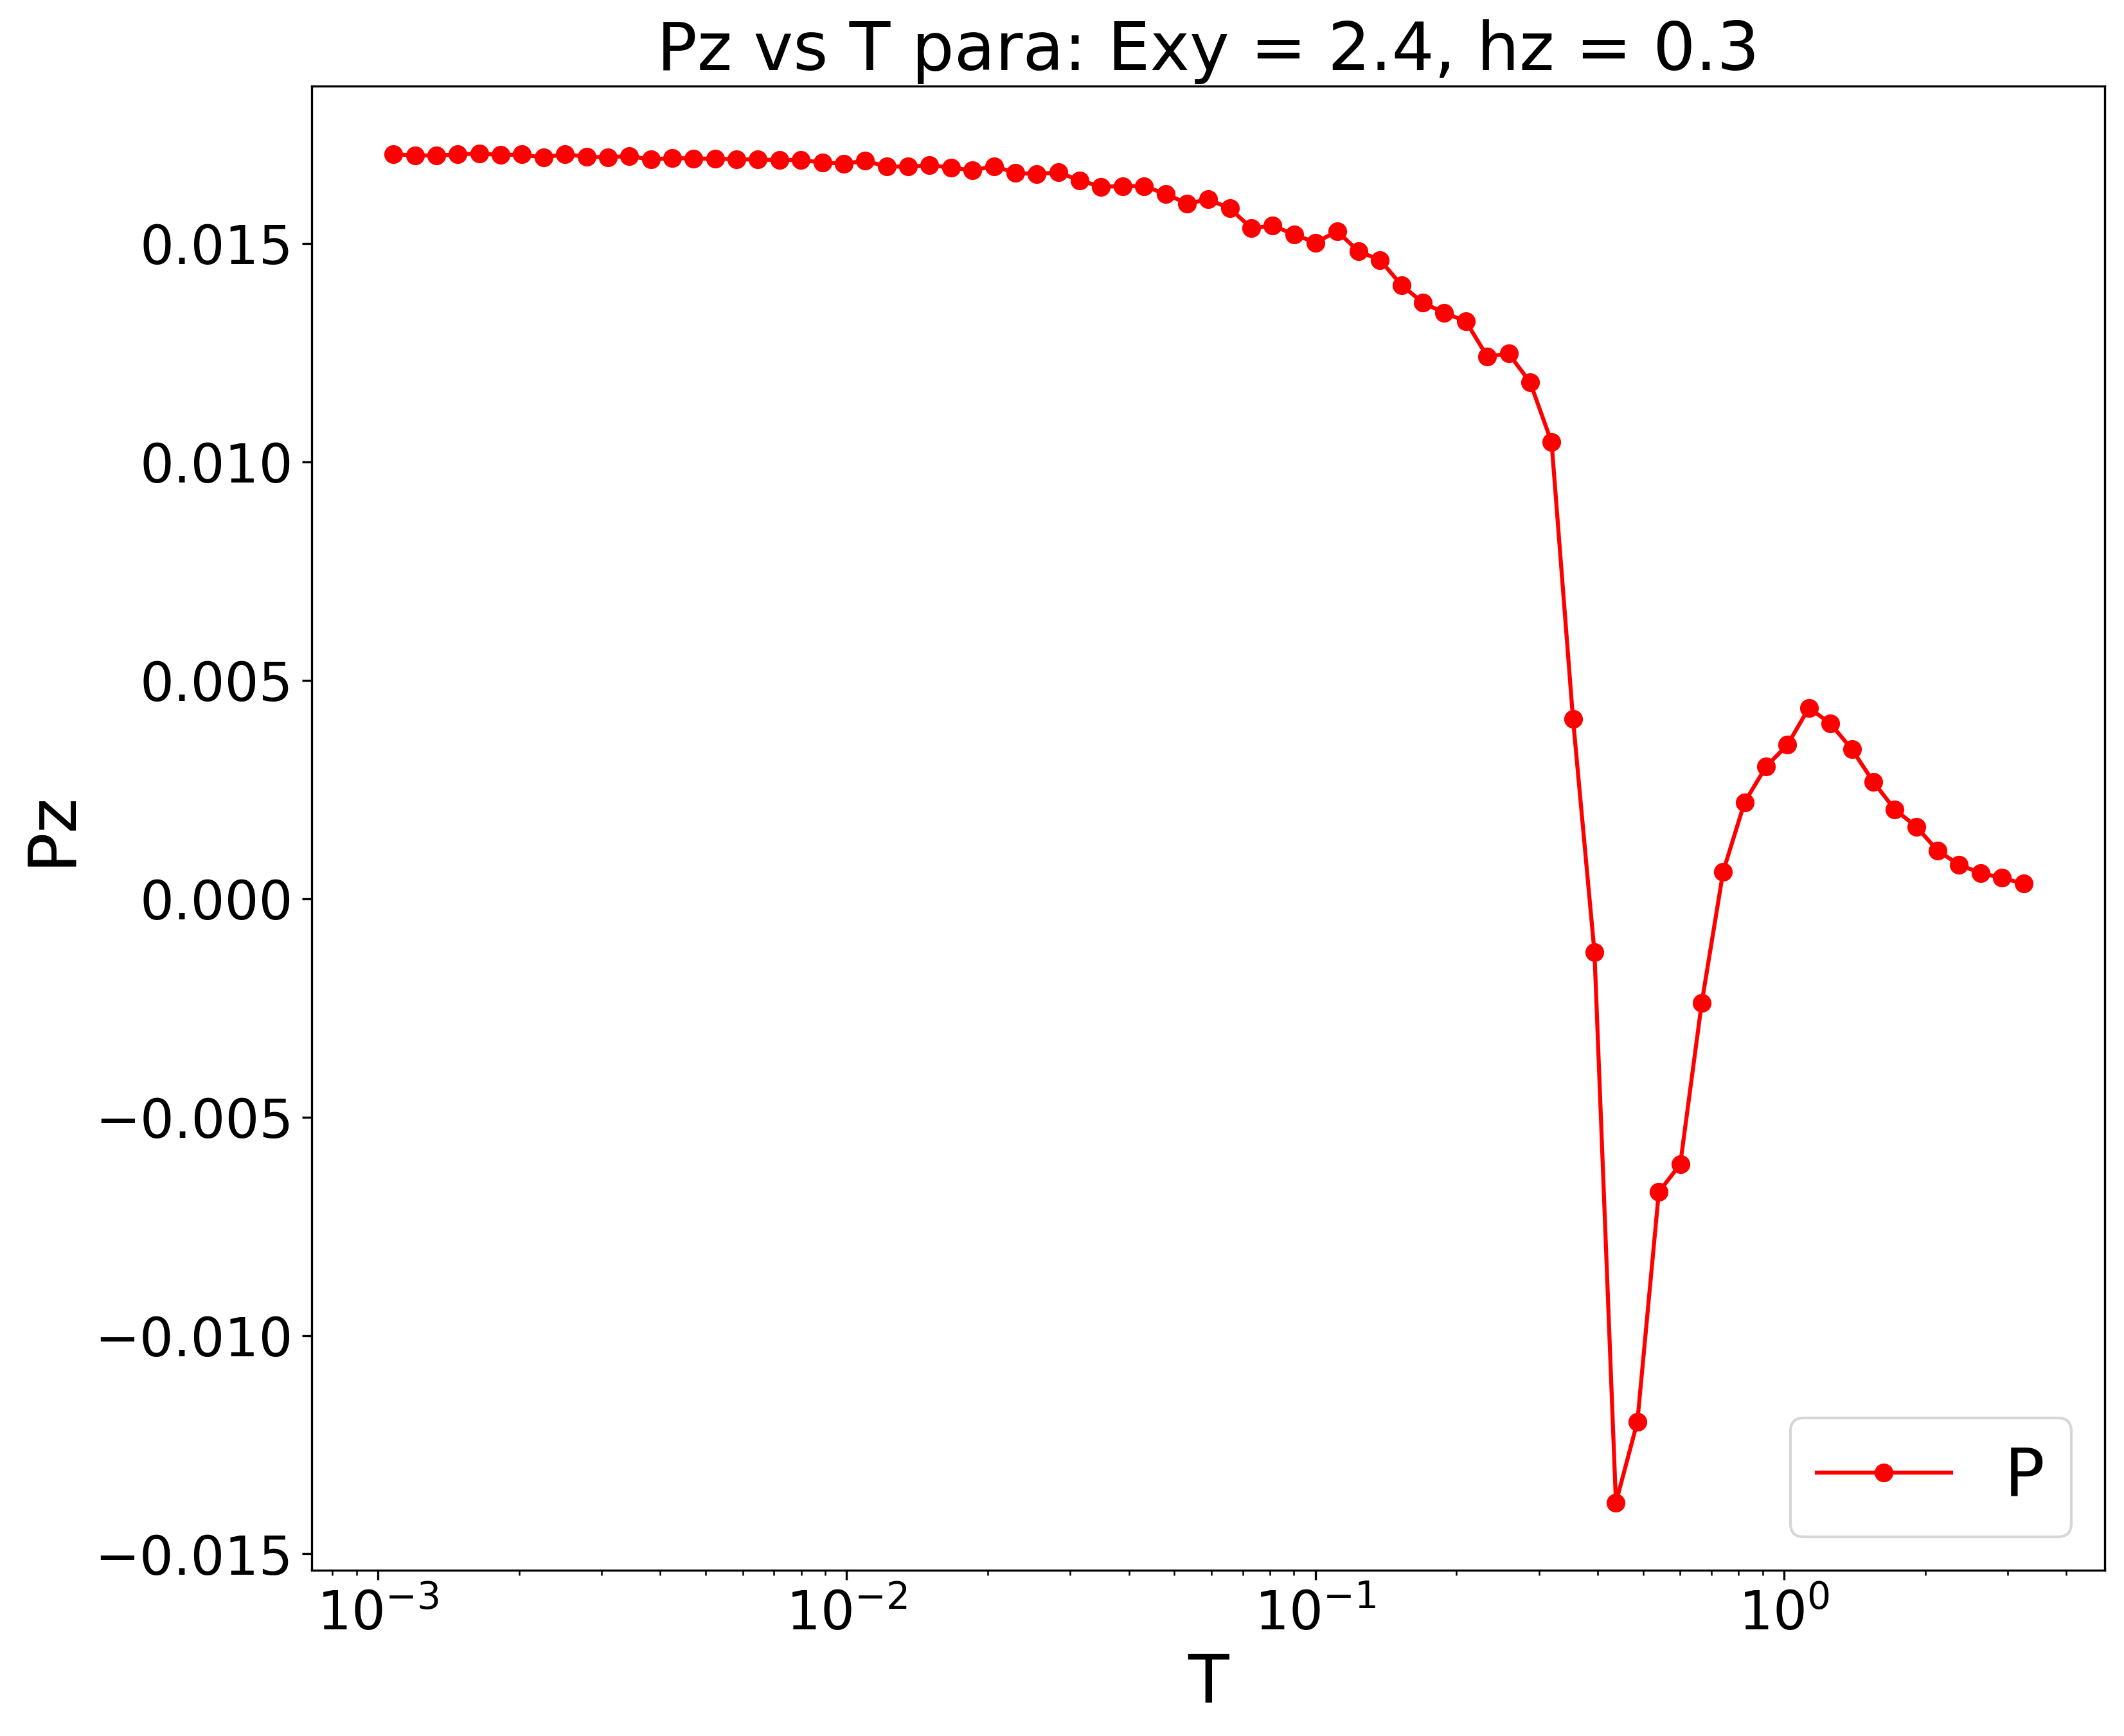 Pz vs T para: Exy = 2.4, hz = 0.3
0.015
0.010
0.005
0.000
−0.005
−0.010
−0.015
Pz
P
10⁻³ 10⁻² 10⁻¹ 10⁰
T